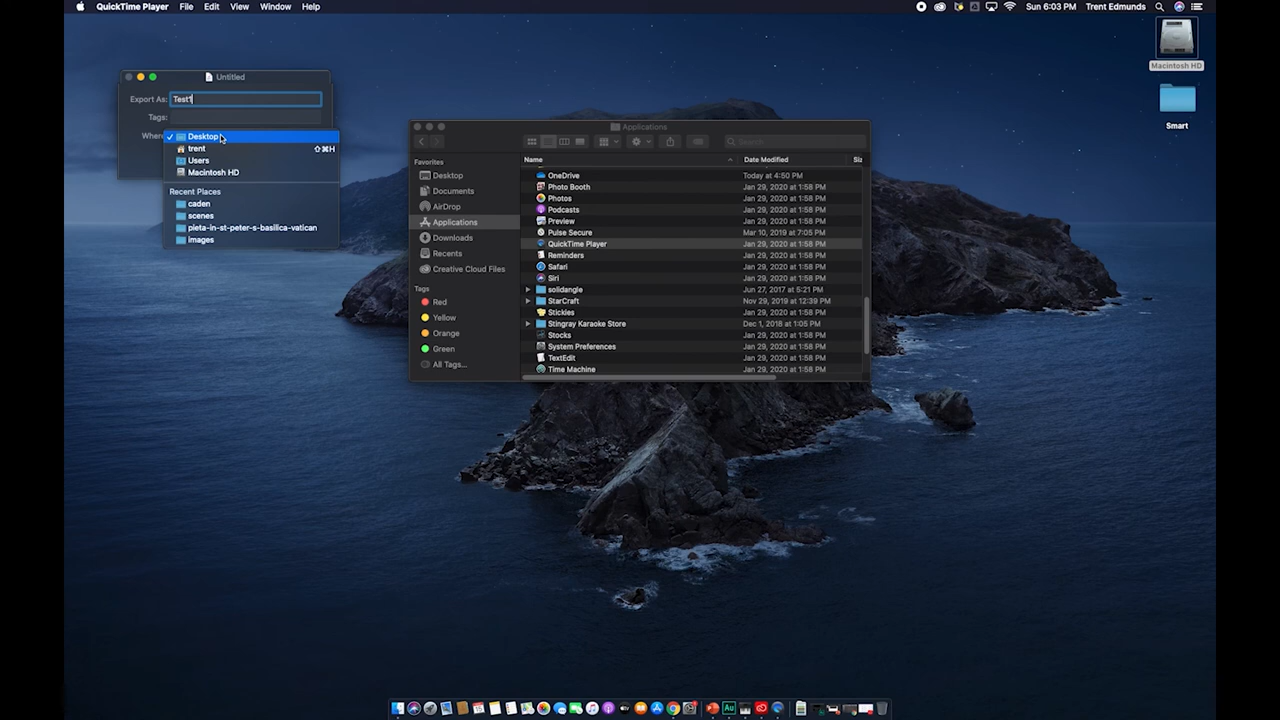 QuickTime Player File Edit View Window Help Sun 6:03 PM Trent Edmunds
Macintosh HD
Smart
Untitled
Export As: Test1
Tags:
Where
Desktop
trent ⇧⌘H
Users
Macintosh HD
Recent Places
caden
scenes
pieta-in-st-peter-s-basilica-vatican
images
Applications
Search
Favorites
Desktop
Documents
AirDrop
Applications
Downloads
Recents
Creative Cloud Files
Tags
Red
Yellow
Orange
Green
All Tags...
Name Date Modified Siz
OneDrive Today at 4:50 PM
Photo Booth Jan 29, 2020 at 1:58 PM
Photos Jan 29, 2020 at 1:58 PM
Podcasts Jan 29, 2020 at 1:58 PM
Preview Jan 29, 2020 at 1:58 PM
Pulse Secure Mar 10, 2019 at 7:05 PM
QuickTime Player Jan 29, 2020 at 1:58 PM
Reminders Jan 29, 2020 at 1:58 PM
Safari Jan 29, 2020 at 1:58 PM
Siri Jan 29, 2020 at 1:58 PM
solidangle Jun 27, 2017 at 5:21 PM
StarCraft Nov 29, 2019 at 12:39 PM
Stickies Jan 29, 2020 at 1:58 PM
Stingray Karaoke Store Dec 1, 2018 at 1:05 PM
Stocks Jan 29, 2020 at 1:58 PM
System Preferences Jan 29, 2020 at 1:58 PM
TextEdit Jan 29, 2020 at 1:58 PM
Time Machine Jan 29, 2020 at 1:58 PM
Au